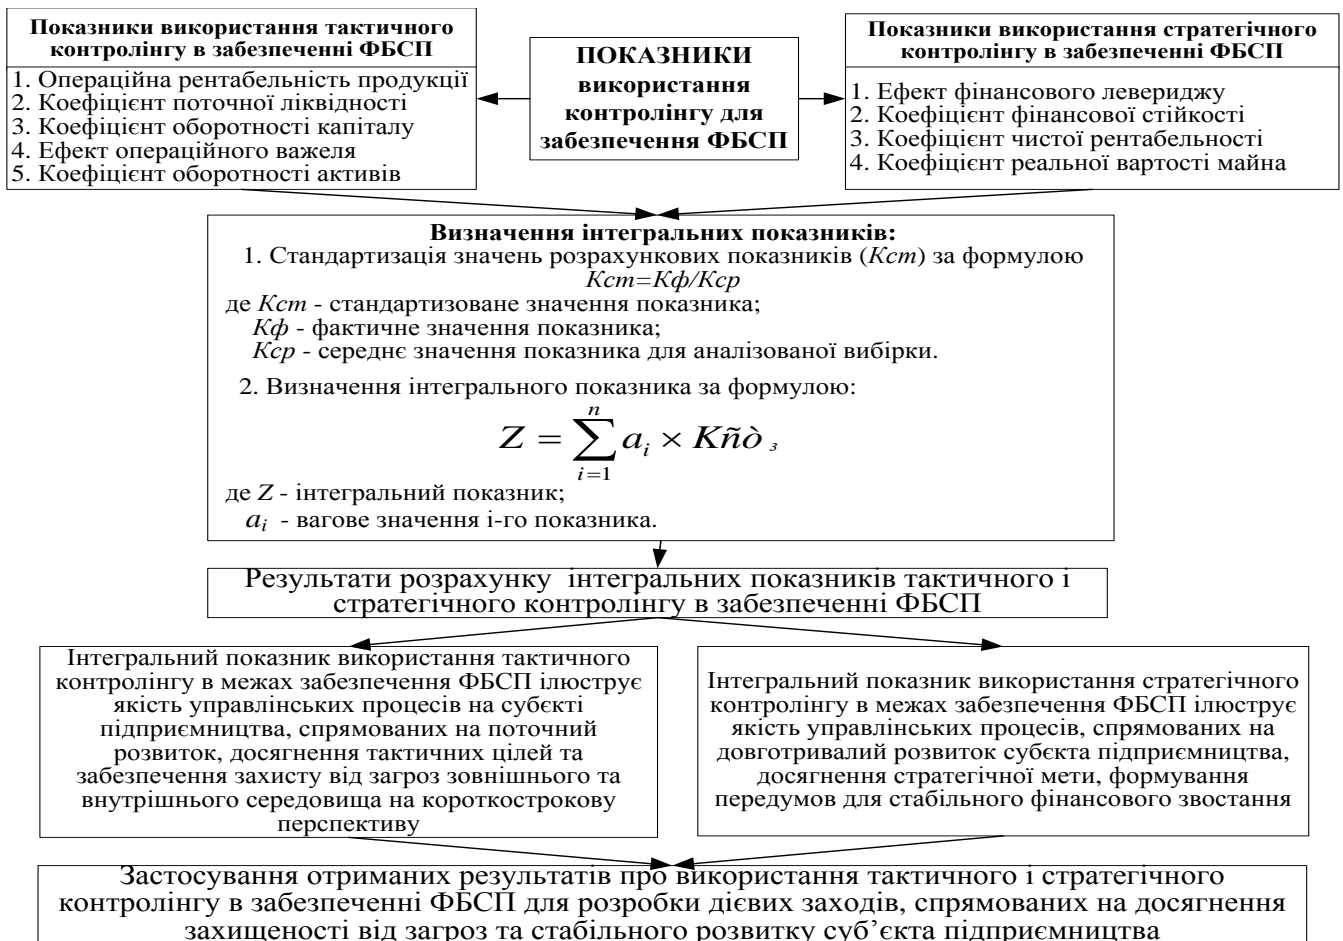 Показники використання тактичного
контролінгу в забезпеченні ФБСП
1. Операційна рентабельність продукції
2. Коефіцієнт поточної ліквідності
3. Коефіцієнт оборотності капіталу
4. Ефект операційного важеля
5. Коефіцієнт оборотності активів
ПОКАЗНИКИ
використання
контролінгу для
забезпечення ФБСП
Показники використання стратегічного
контролінгу в забезпеченні ФБСП
1. Ефект фінансового левериджу
2. Коефіцієнт фінансової стійкості
3. Коефіцієнт чистої рентабельності
4. Коефіцієнт реальної вартості майна
Визначення інтегральних показників:
1. Стандартизація значень розрахункових показників (Кст) за формулою
Кст=Кф/Кср
де Кст - стандартизоване значення показника;
Кф - фактичне значення показника;
Кср - середнє значення показника для аналізованої вибірки.
2. Визначення інтегрального показника за формулою:
Z = ∑_{i=1}^{n} a_i × Kñò з
де Z - інтегральний показник;
a_i - вагове значення і-го показника.
Результати розрахунку інтегральних показників тактичного і
стратегічного контролінгу в забезпеченні ФБСП
Інтегральний показник використання тактичного
контролінгу в межах забезпечення ФБСП ілюструє
якість управлінських процесів на субєкті
підприємництва, спрямованих на поточний
розвиток, досягнення тактичних цілей та
забезпечення захисту від загроз зовнішнього та
внутрішнього середовища на короткострокову
перспективу
Інтегральний показник використання стратегічного
контролінгу в межах забезпечення ФБСП ілюструє
якість управлінських процесів, спрямованих на
довготривалий розвиток субєкта підприємництва,
досягнення стратегічної мети, формування
передумов для стабільного фінансового звостання
Застосування отриманих результатів про використання тактичного і стратегічного
контролінгу в забезпеченні ФБСП для розробки дієвих заходів, спрямованих на досягнення
захищеності від загроз та стабільного розвитку суб’єкта підприємництва